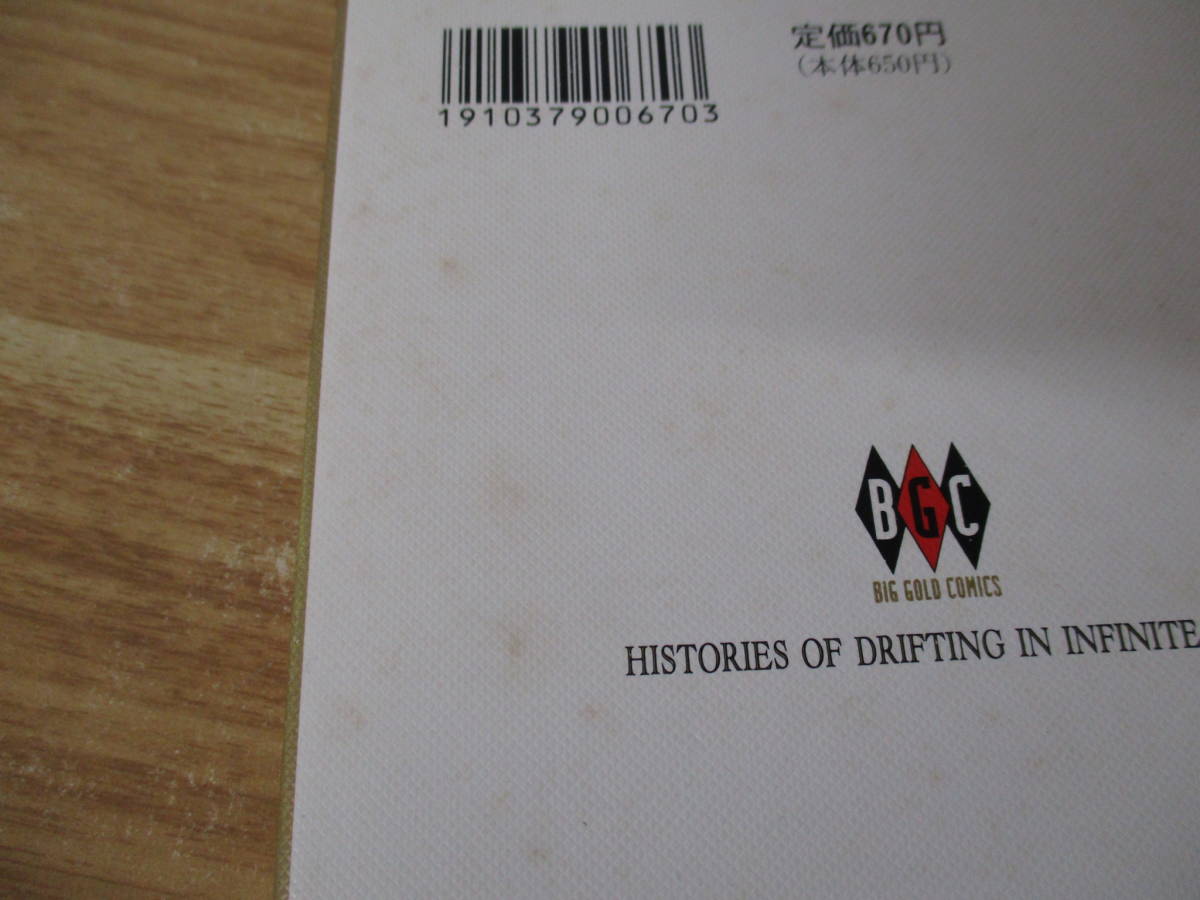 1910379006703
定価670円
(本体650円)
BGC
BiG GOLD COMICS
HISTORIES OF DRIFTING IN INFINITE